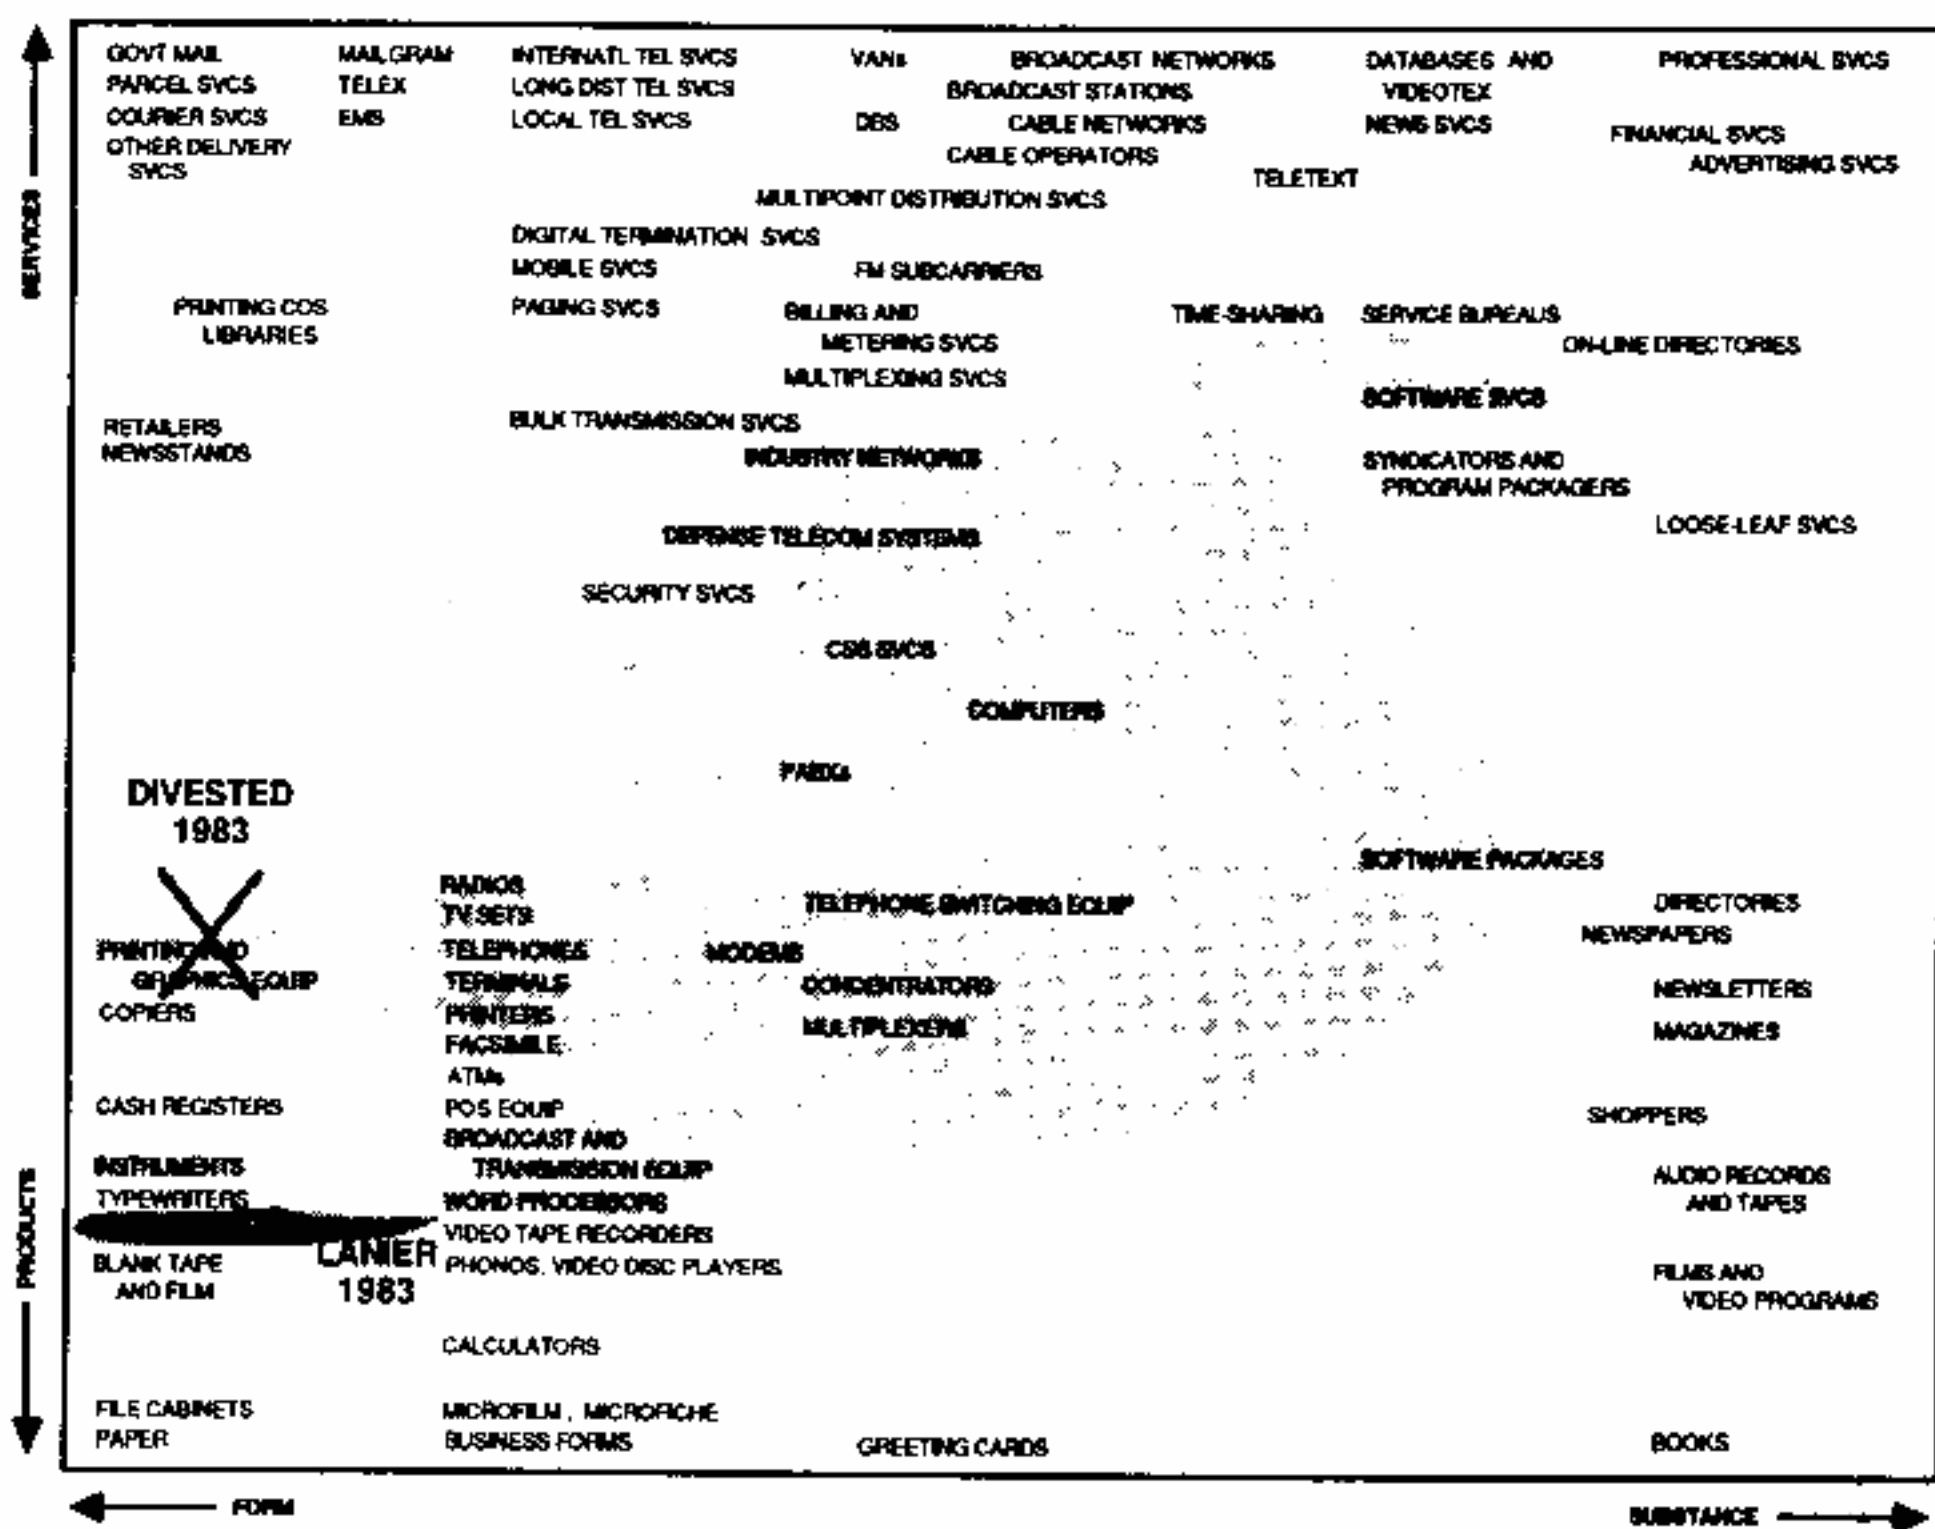 GOVT MAIL MAILGRAM INTERNATL TEL SVCS VANs BROADCAST NETWORKS DATABASES AND PROFESSIONAL SVCS
PARCEL SVCS TELEX LONG DIST TEL SVCS BROADCAST STATIONS VIDEOTEX
COURIER SVCS EMS LOCAL TEL SVCS DBS CABLE NETWORKS NEWS SVCS FINANCIAL SVCS
OTHER DELIVERY CABLE OPERATORS ADVERTISING SVCS
SVCS TELETEXT
MULTIPOINT DISTRIBUTION SVCS
SERVICES
DIGITAL TERMINATION SVCS
MOBILE SVCS FM SUBCARRIERS
PRINTING COS PAGING SVCS BILLING AND TIME-SHARING SERVICE BUREAUS
LIBRARIES METERING SVCS ON-LINE DIRECTORIES
MULTIPLEXING SVCS
SOFTWARE SVCS
RETAILERS BULK TRANSMISSION SVCS
NEWSSTANDS INDUSTRY NETWORKS SYNDICATORS AND
PROGRAM PACKAGERS
DEFENSE TELECOM SYSTEMS LOOSE-LEAF SVCS
SECURITY SVCS
CSS SVCS
COMPUTERS
PABXs
DIVESTED
1983
SOFTWARE PACKAGES
RADIOS TELEPHONE SWITCHING EQUIP DIRECTORIES
TV SETS NEWSPAPERS
PRINTING AND TELEPHONES MODEMS
GRAPHICS EQUIP TERMINALS CONCENTRATORS NEWSLETTERS
COPIERS PRINTERS MULTIPLEXERS MAGAZINES
FACSIMILE
ATMs
CASH REGISTERS POS EQUIP SHOPPERS
BROADCAST AND
INSTRUMENTS TRANSMISSION EQUIP AUDIO RECORDS
TYPEWRITERS WORD PROCESSORS AND TAPES
PRODUCTS
VIDEO TAPE RECORDERS
BLANK TAPE LANIER PHONOS, VIDEO DISC PLAYERS FILMS AND
AND FILM 1983 VIDEO PROGRAMS
CALCULATORS
FILE CABINETS MICROFILM, MICROFICHE
PAPER BUSINESS FORMS GREETING CARDS BOOKS
FORM SUBSTANCE